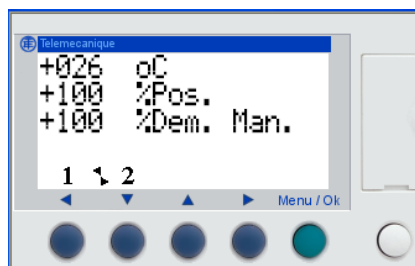 Telemecanique
+026 oC
+100 %Pos.
+100 %Dem. Man.
1 2
Menu / Ok